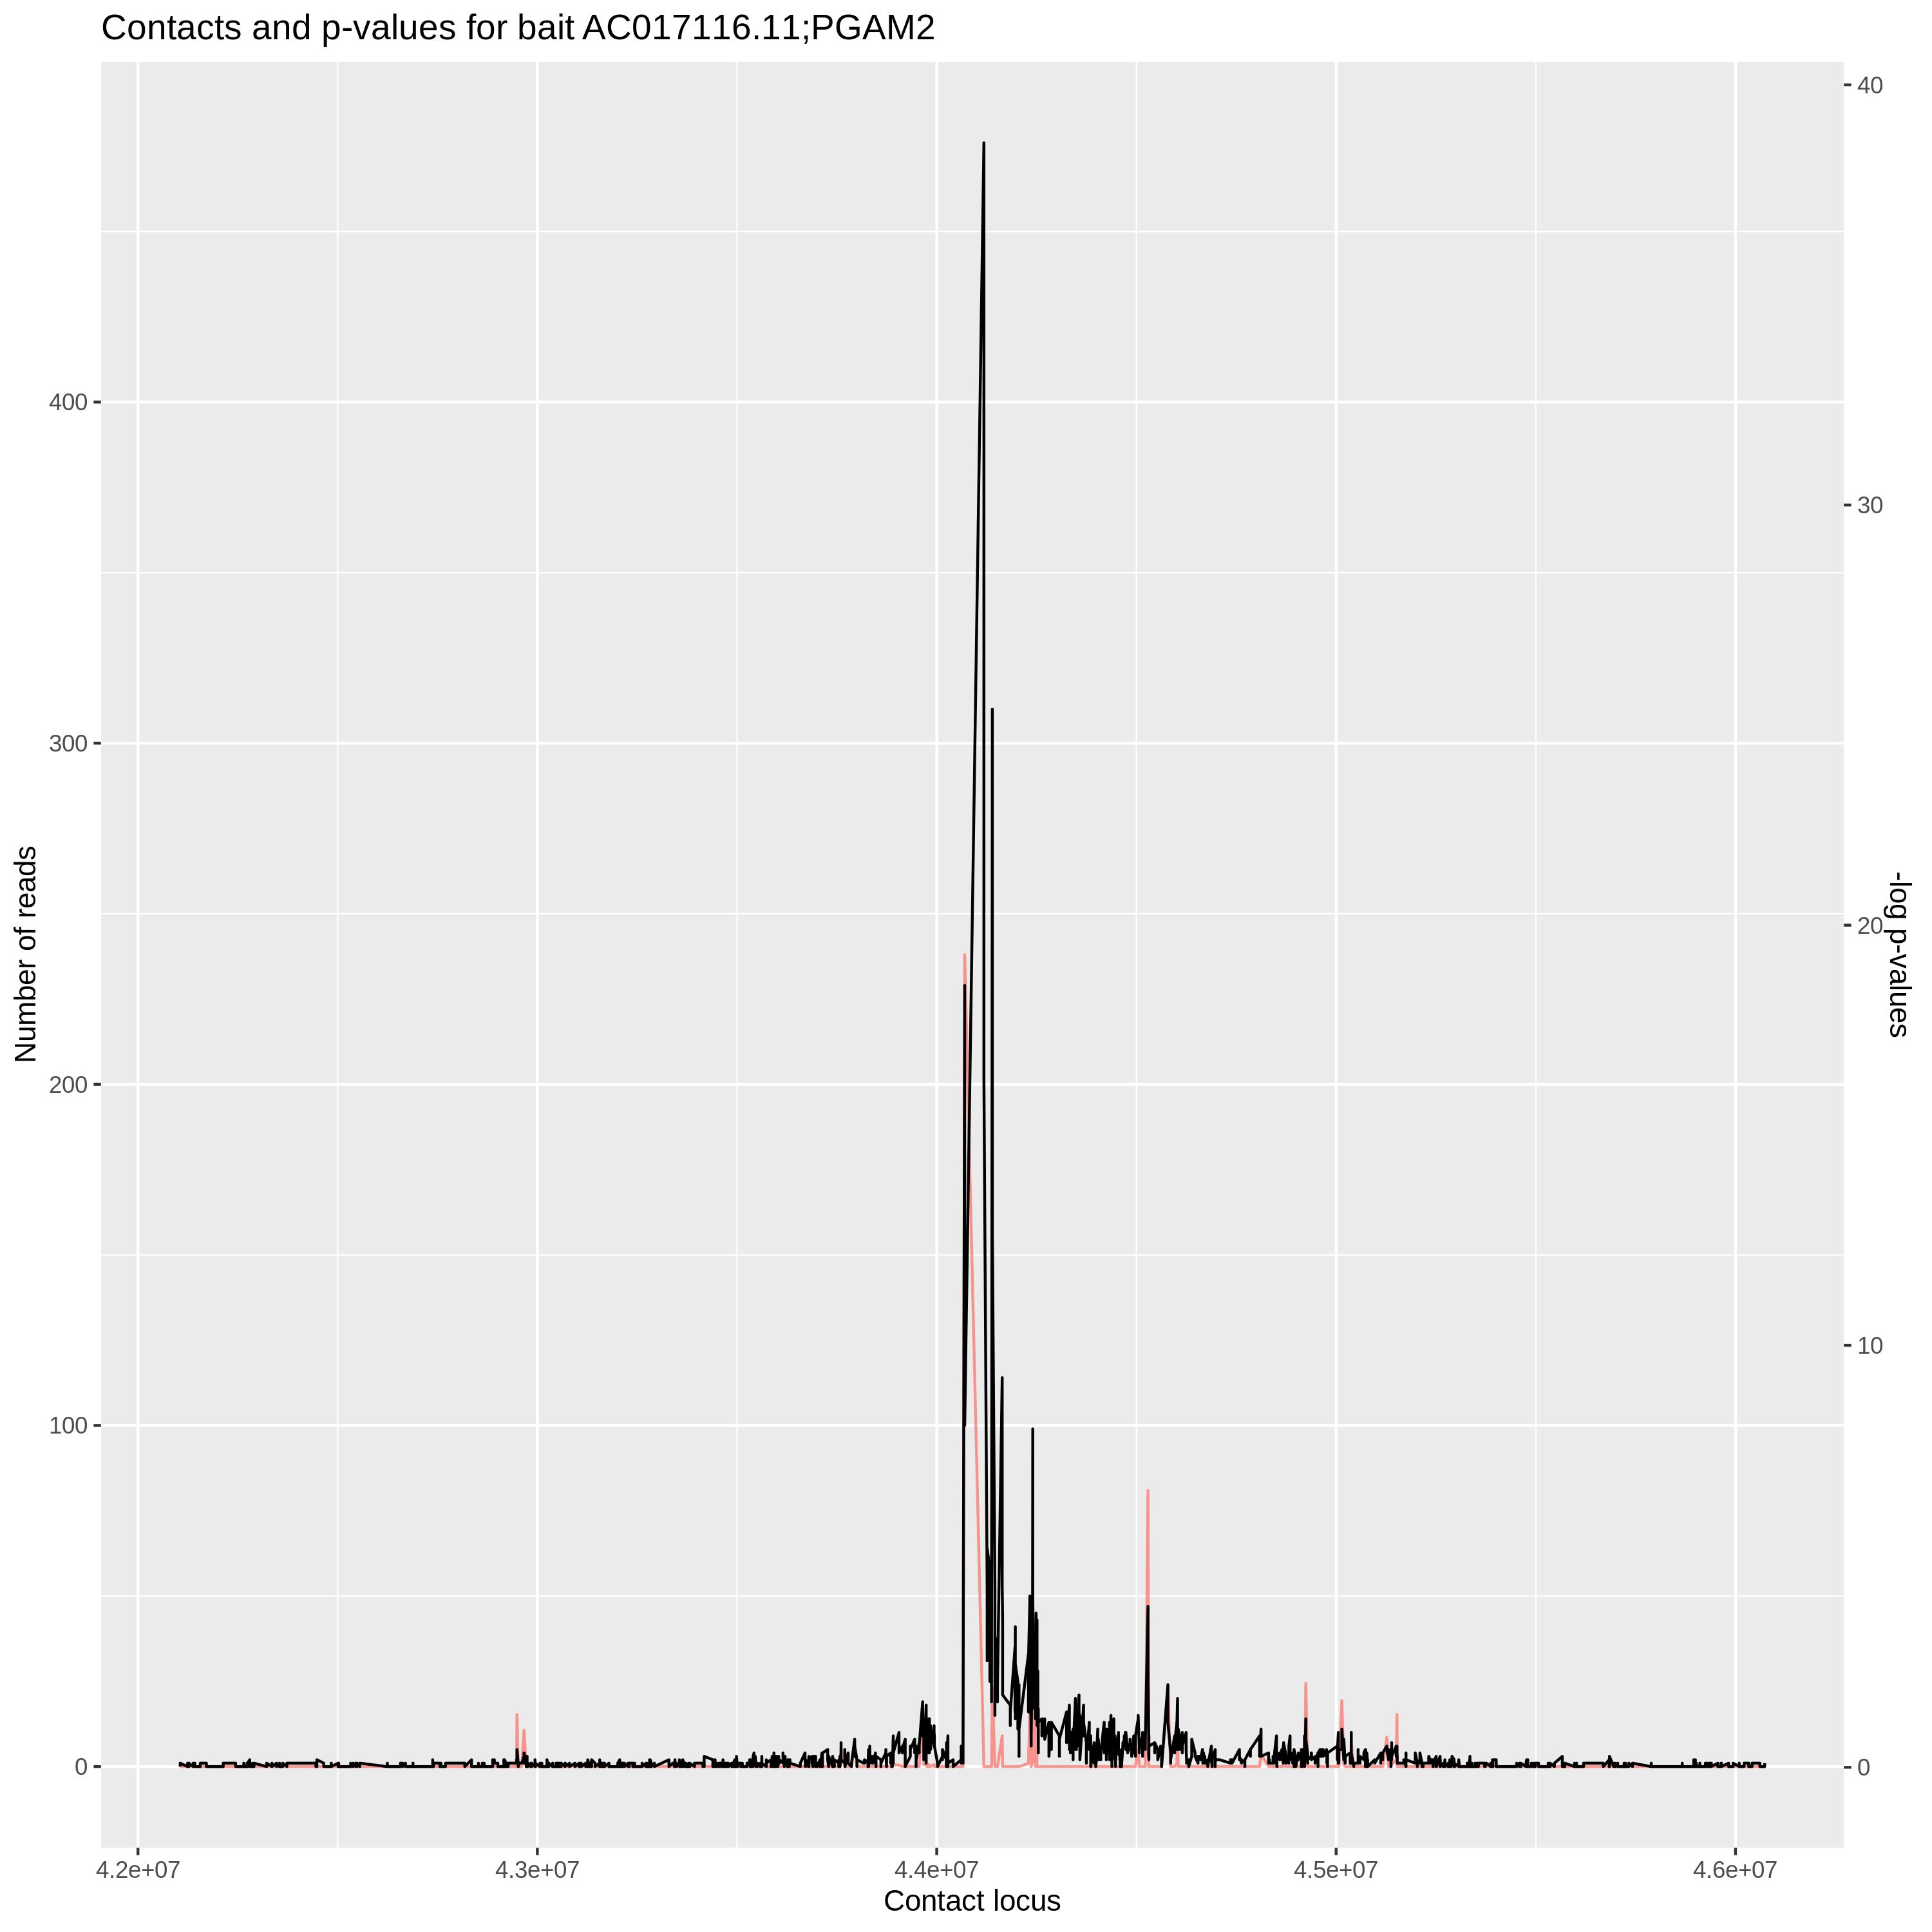 Contacts and p-values for bait AC017116.11;PGAM2
40
400
30
300
Number of reads
-log p-values
20
200
10
100
0
0
4.2e+07
4.3e+07
4.4e+07
4.5e+07
4.6e+07
Contact locus